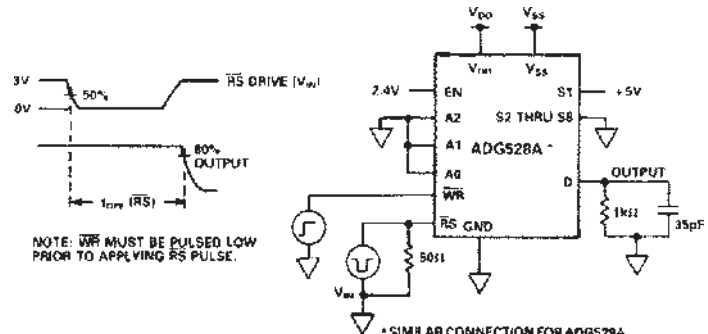 VDD VSS
3V
50%
0V
RS DRIVE (VIN)
80%
OUTPUT
tOFF (RS)
NOTE: WR MUST BE PULSED LOW
PRIOR TO APPLYING RS PULSE.
VSS
2.4V EN S1 +5V
A2 S2 THRU S8
A1 ADG528A*
A0
WR
RS GND
D OUTPUT
1kΩ 35pF
VIN
50Ω
* SIMILAR CONNECTION FOR ADG529A